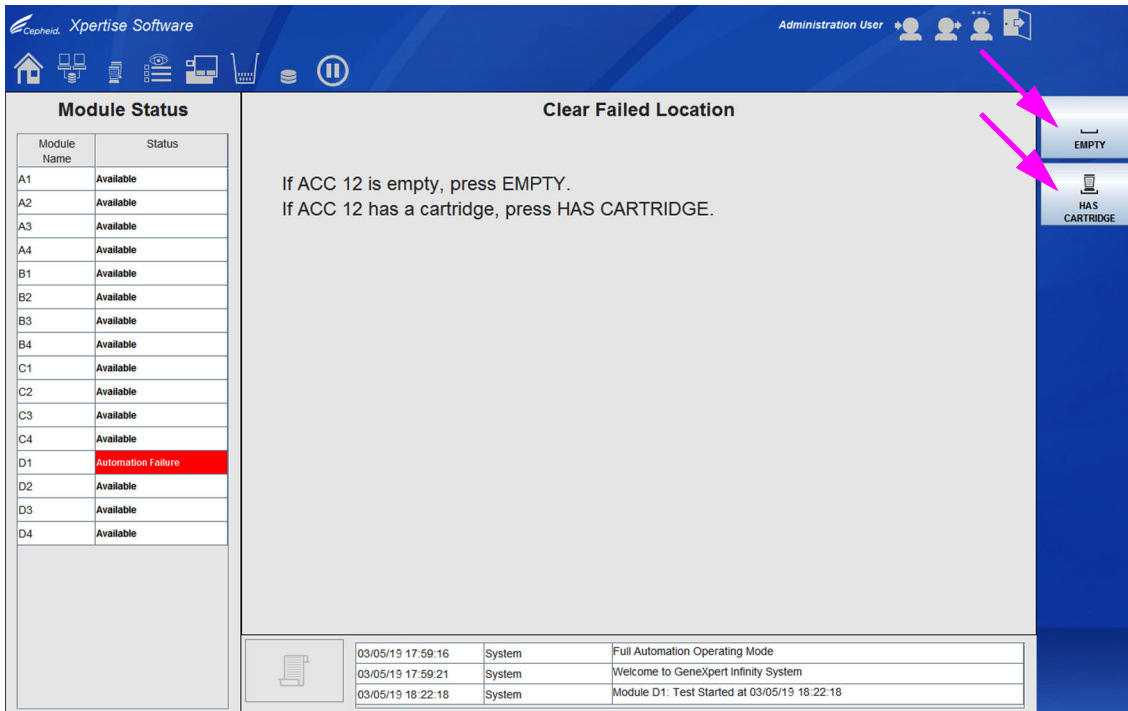 Cepheid. Xpertise Software
Administration User
Module Status
Module Name Status
A1 Available
A2 Available
A3 Available
A4 Available
B1 Available
B2 Available
B3 Available
B4 Available
C1 Available
C2 Available
C3 Available
C4 Available
D1 Automation Failure
D2 Available
D3 Available
D4 Available
Clear Failed Location
If ACC 12 is empty, press EMPTY.
If ACC 12 has a cartridge, press HAS CARTRIDGE.
EMPTY
HAS
CARTRIDGE
03/05/19 17:59:16 System Full Automation Operating Mode
03/05/19 17:59:21 System Welcome to GeneXpert Infinity System
03/05/19 18:22:18 System Module D1: Test Started at 03/05/19 18:22:18